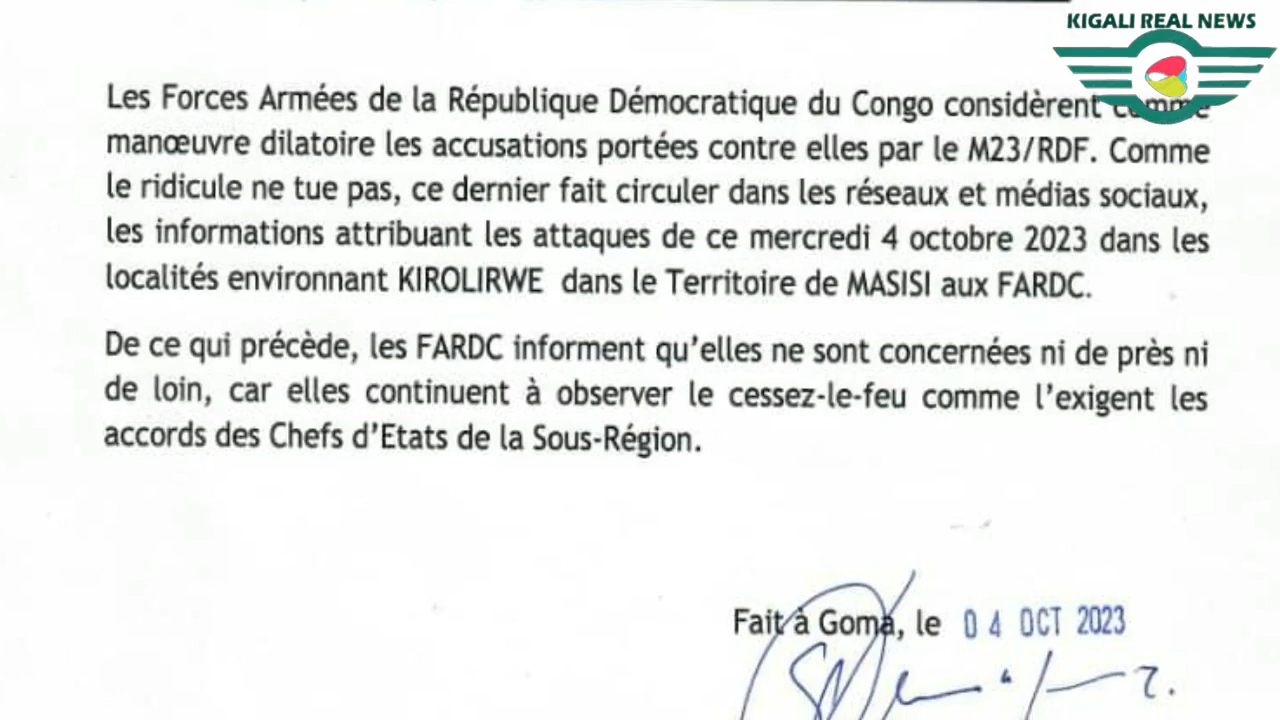 KIGALI REAL NEWS
Les Forces Armées de la République Démocratique du Congo considèrent comme
manœuvre dilatoire les accusations portées contre elles par le M23/RDF. Comme
le ridicule ne tue pas, ce dernier fait circuler dans les réseaux et médias sociaux,
les informations attribuant les attaques de ce mercredi 4 octobre 2023 dans les
localités environnant KIROLIRWE dans le Territoire de MASISI aux FARDC.
De ce qui précède, les FARDC informent qu'elles ne sont concernées ni de près ni
de loin, car elles continuent à observer le cessez-le-feu comme l'exigent les
accords des Chefs d'Etats de la Sous-Région.
Fait à Goma, le 04 OCT 2023